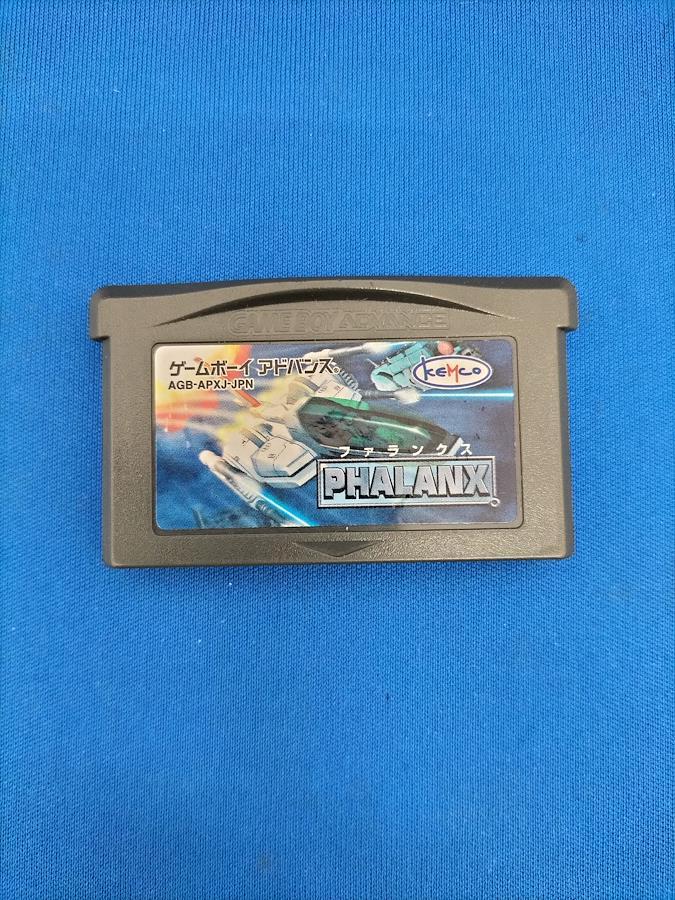 GAME BOY ADVANCE
ゲームボーイ アドバンス
AGB-APXJ-JPN
KEMCO
ファランクス
PHALANX